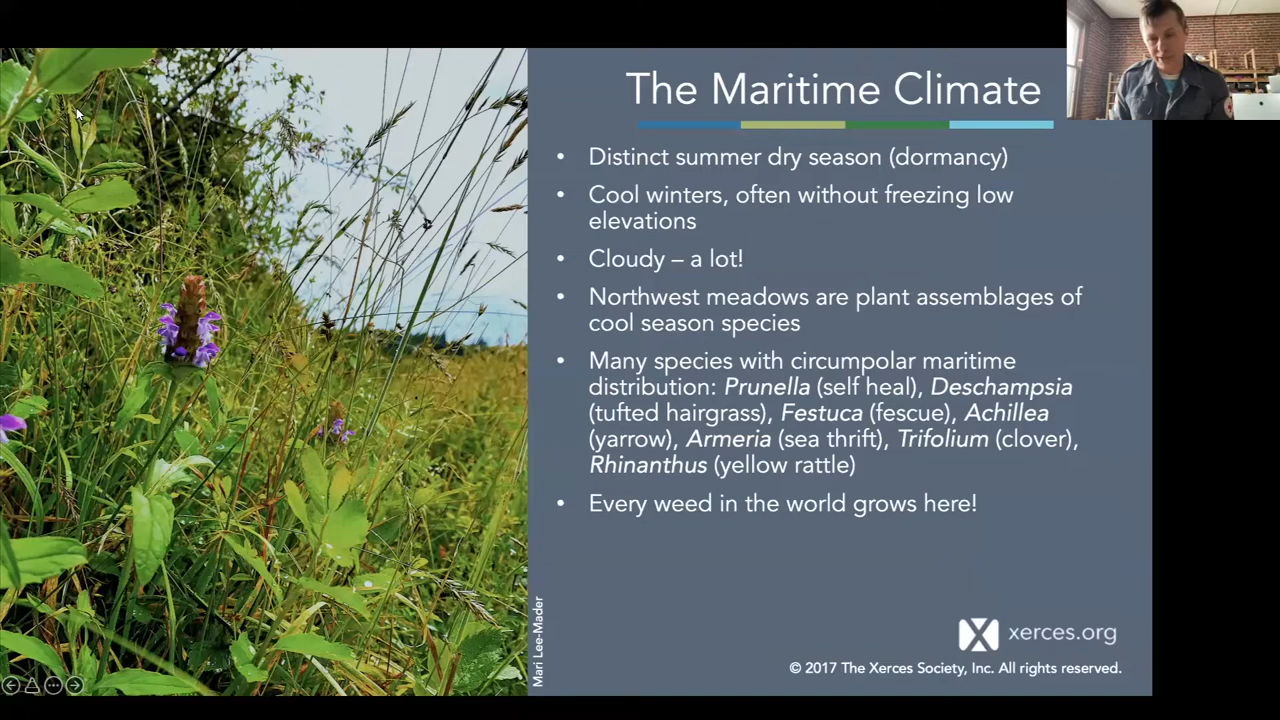 The Maritime Climate
• Distinct summer dry season (dormancy)
• Cool winters, often without freezing low
elevations
• Cloudy – a lot!
• Northwest meadows are plant assemblages of
cool season species
• Many species with circumpolar maritime
distribution: Prunella (self heal), Deschampsia
(tufted hairgrass), Festuca (fescue), Achillea
(yarrow), Armeria (sea thrift), Trifolium (clover),
Rhinanthus (yellow rattle)
• Every weed in the world grows here!
Mari Lee-Mader
xerces.org
© 2017 The Xerces Society, Inc. All rights reserved.